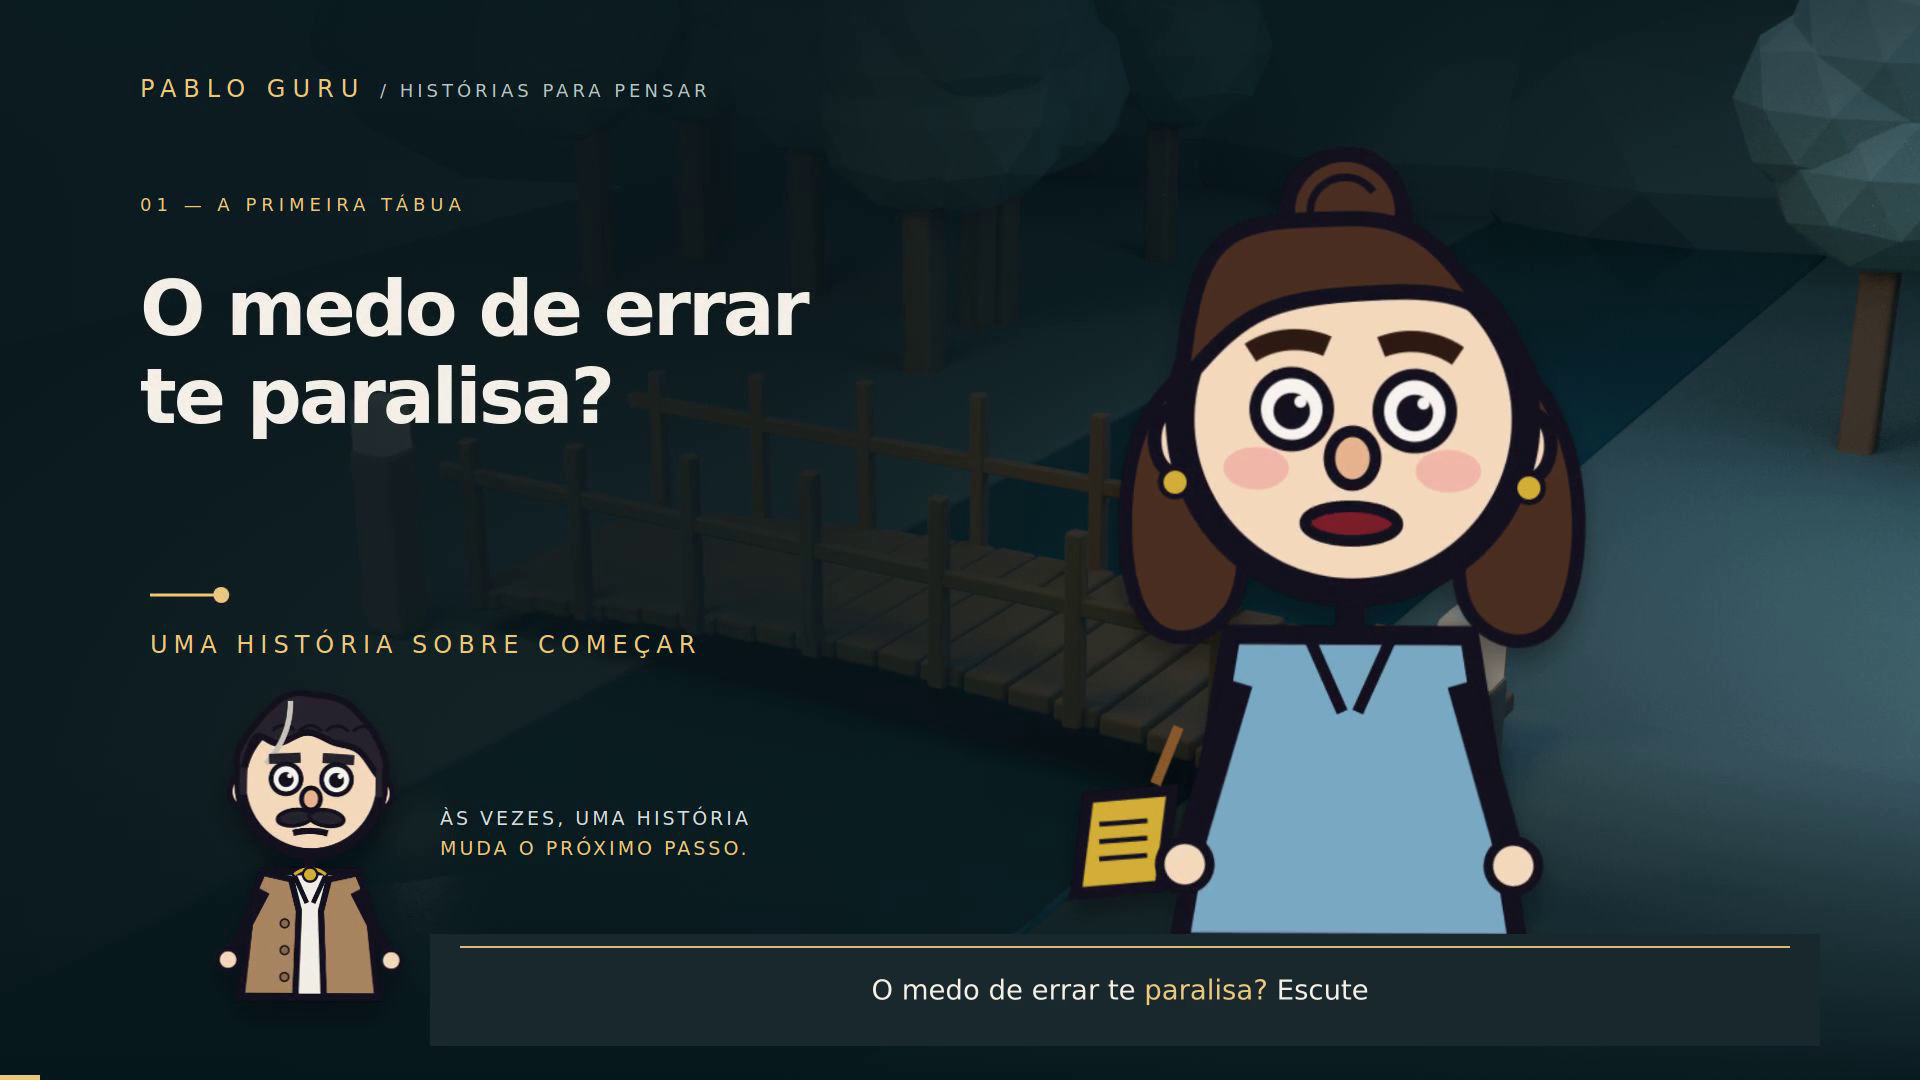 PABLO GURU / HISTÓRIAS PARA PENSAR
01 — A PRIMEIRA TÁBUA
O medo de errar
te paralisa?
UMA HISTÓRIA SOBRE COMEÇAR
ÀS VEZES, UMA HISTÓRIA
MUDA O PRÓXIMO PASSO.
O medo de errar te paralisa? Escute